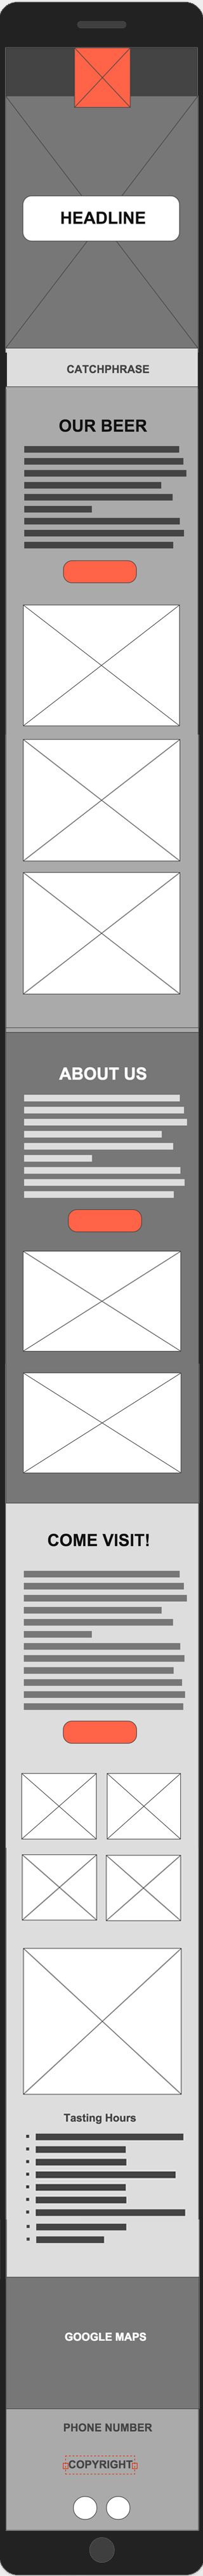 HEADLINE
CATCHPHRASE
OUR BEER
ABOUT US
COME VISIT!
Tasting Hours
GOOGLE MAPS
PHONE NUMBER
COPYRIGHT